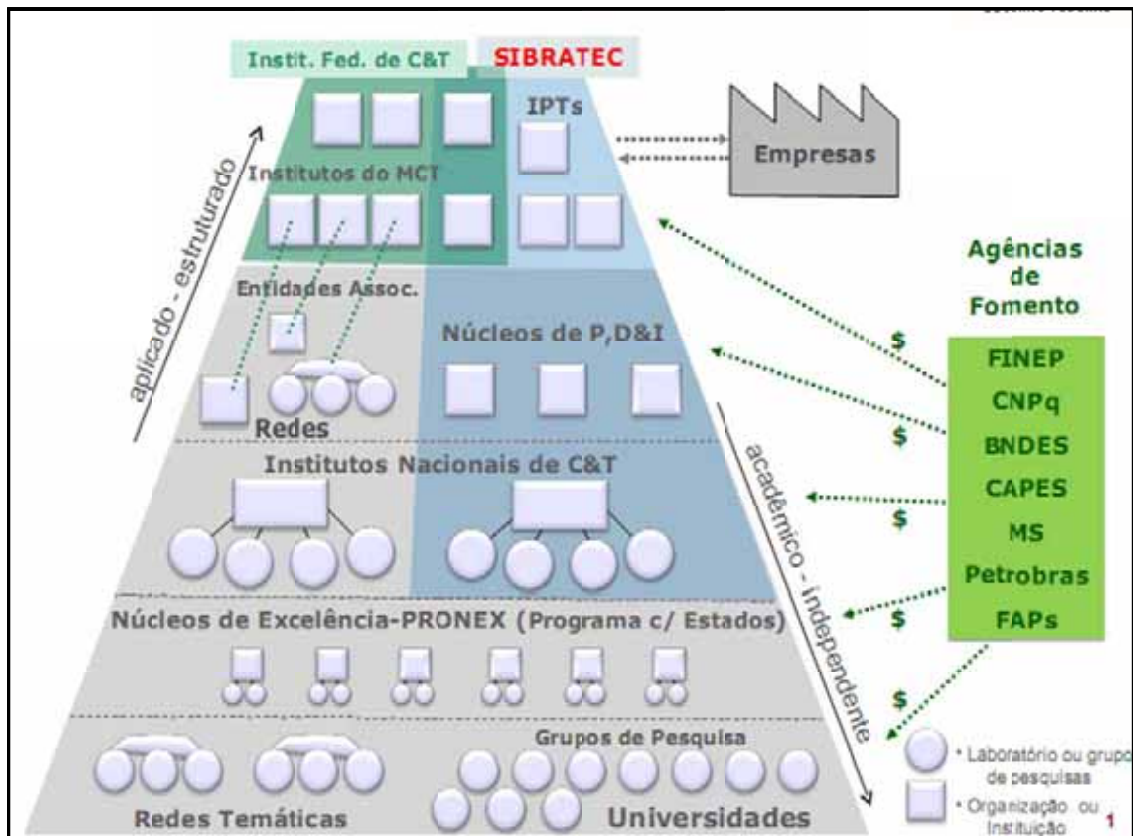 Instit. Fed. de C&T
SIBRATEC
IPTs
Institutos do MCT
Empresas
aplicado - estruturado
Entidades Assoc.
Núcleos de P,D&I
Redes
Institutos Nacionais de C&T
acadêmico - independente
Núcleos de Excelência-PRONEX (Programa c/ Estados)
Grupos de Pesquisa
Redes Temáticas
Universidades
Agências
de
Fomento
FINEP
CNPq
BNDES
CAPES
MS
Petrobras
FAPs
$
$
$
$
$
* Laboratório ou grupo
de pesquisas
* Organização ou
Instituição
1